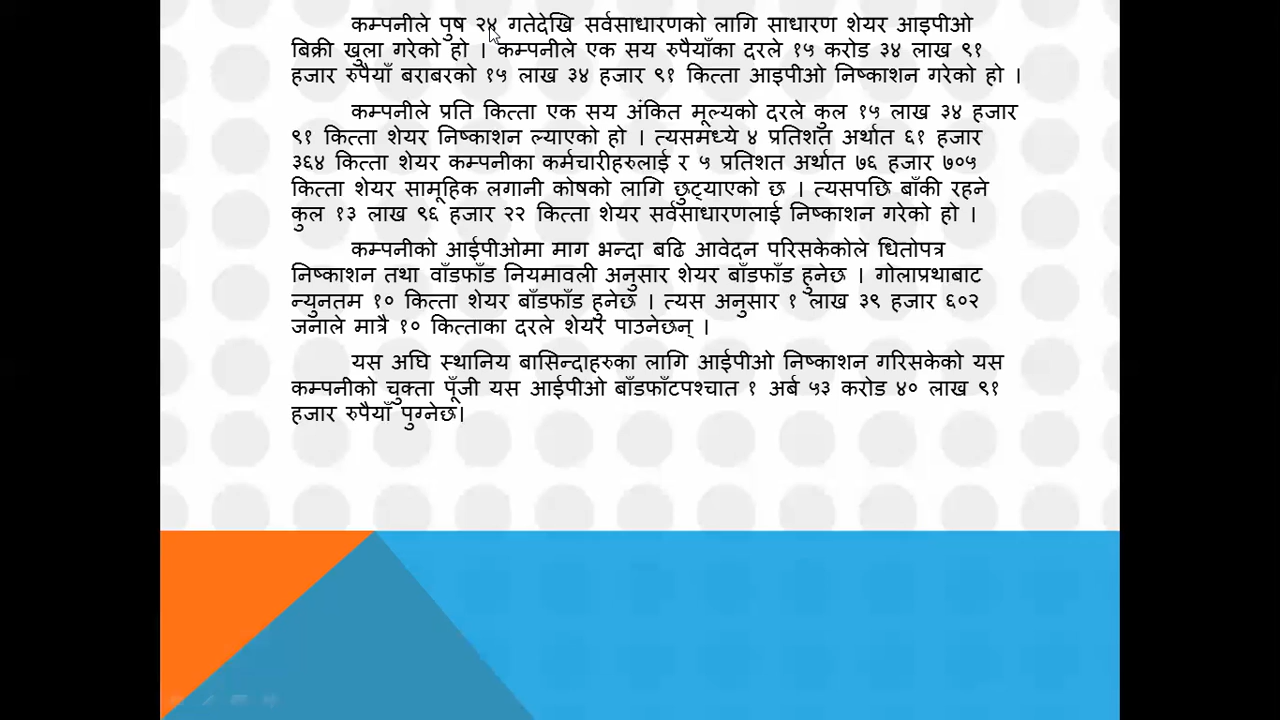 कम्पनीले पुष २४ गतेदेखि सर्वसाधारणको लागि साधारण शेयर आइपीओ
बिक्री खुला गरेको हो । कम्पनीले एक सय रुपैयाँका दरले १५ करोड ३४ लाख ९१
हजार रुपैयाँ बराबरको १५ लाख ३४ हजार ९१ कित्ता आइपीओ निष्काशन गरेको हो ।
कम्पनीले प्रति कित्ता एक सय अंकित मूल्यको दरले कुल १५ लाख ३४ हजार
९१ कित्ता शेयर निष्काशन ल्याएको हो । त्यसमध्ये ४ प्रतिशत अर्थात ६१ हजार
३६४ कित्ता शेयर कम्पनीका कर्मचारीहरुलाई र ५ प्रतिशत अर्थात ७६ हजार ७०५
कित्ता शेयर सामूहिक लगानी कोषको लागि छुट्याएको छ । त्यसपछि बाँकी रहने
कुल १३ लाख ९६ हजार २२ कित्ता शेयर सर्वसाधारणलाई निष्काशन गरेको हो ।
कम्पनीको आईपीओमा माग भन्दा बढि आवेदन परिसकेकोले धितोपत्र
निष्काशन तथा वाँडफाँड नियमावली अनुसार शेयर बाँडफाँड हुनेछ । गोलाप्रथाबाट
न्युनतम १० कित्ता शेयर बाँडफाँड हुनेछ । त्यस अनुसार १ लाख ३९ हजार ६०२
जनाले मात्रै १० कित्ताका दरले शेयर पाउनेछन् ।
यस अघि स्थानिय बासिन्दाहरुका लागि आईपीओ निष्काशन गरिसकेको यस
कम्पनीको चुक्ता पूँजी यस आईपीओ बाँडफाँटपश्चात १ अर्ब ५३ करोड ४० लाख ९१
हजार रुपैयाँ पुग्नेछ।